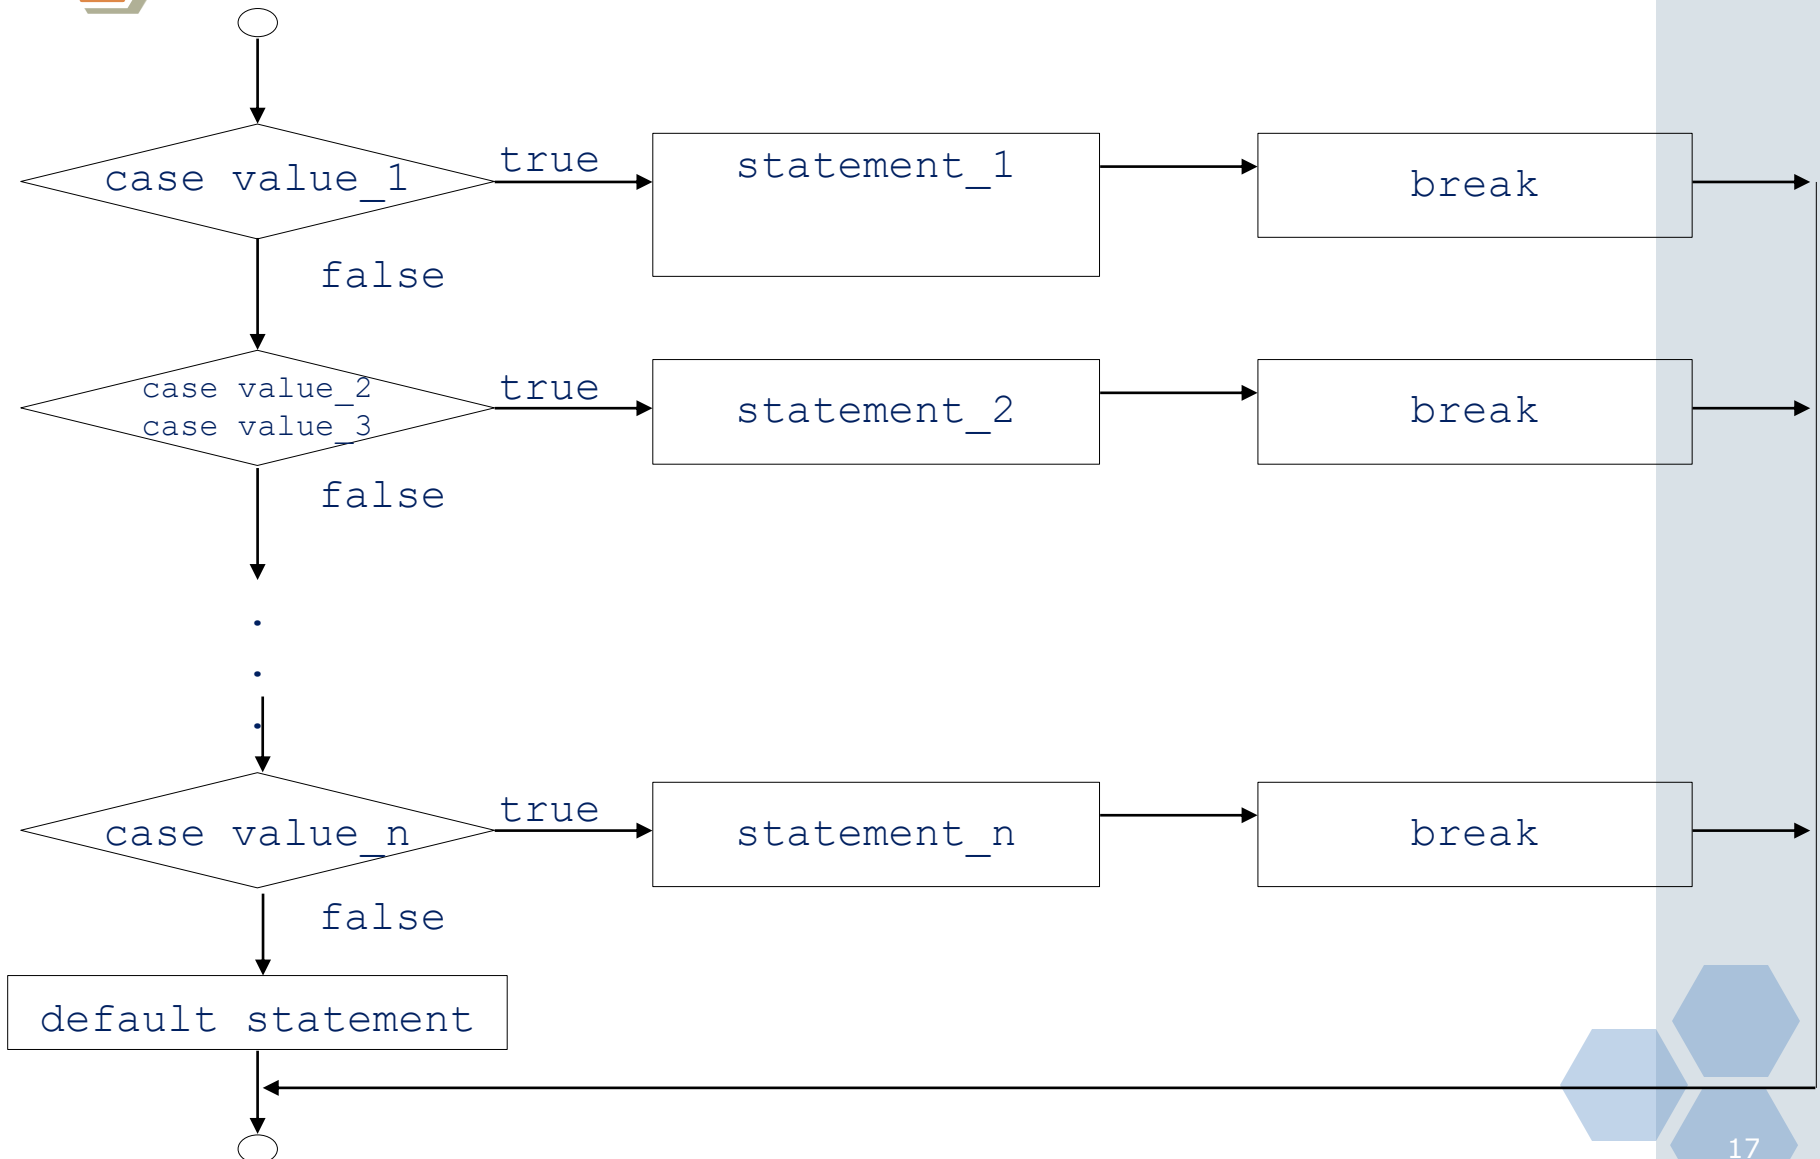 case value_1
true
statement_1
break
false
case value_2
case value_3
true
statement_2
break
false
.
.
.
case value_n
true
statement_n
break
false
default statement
17